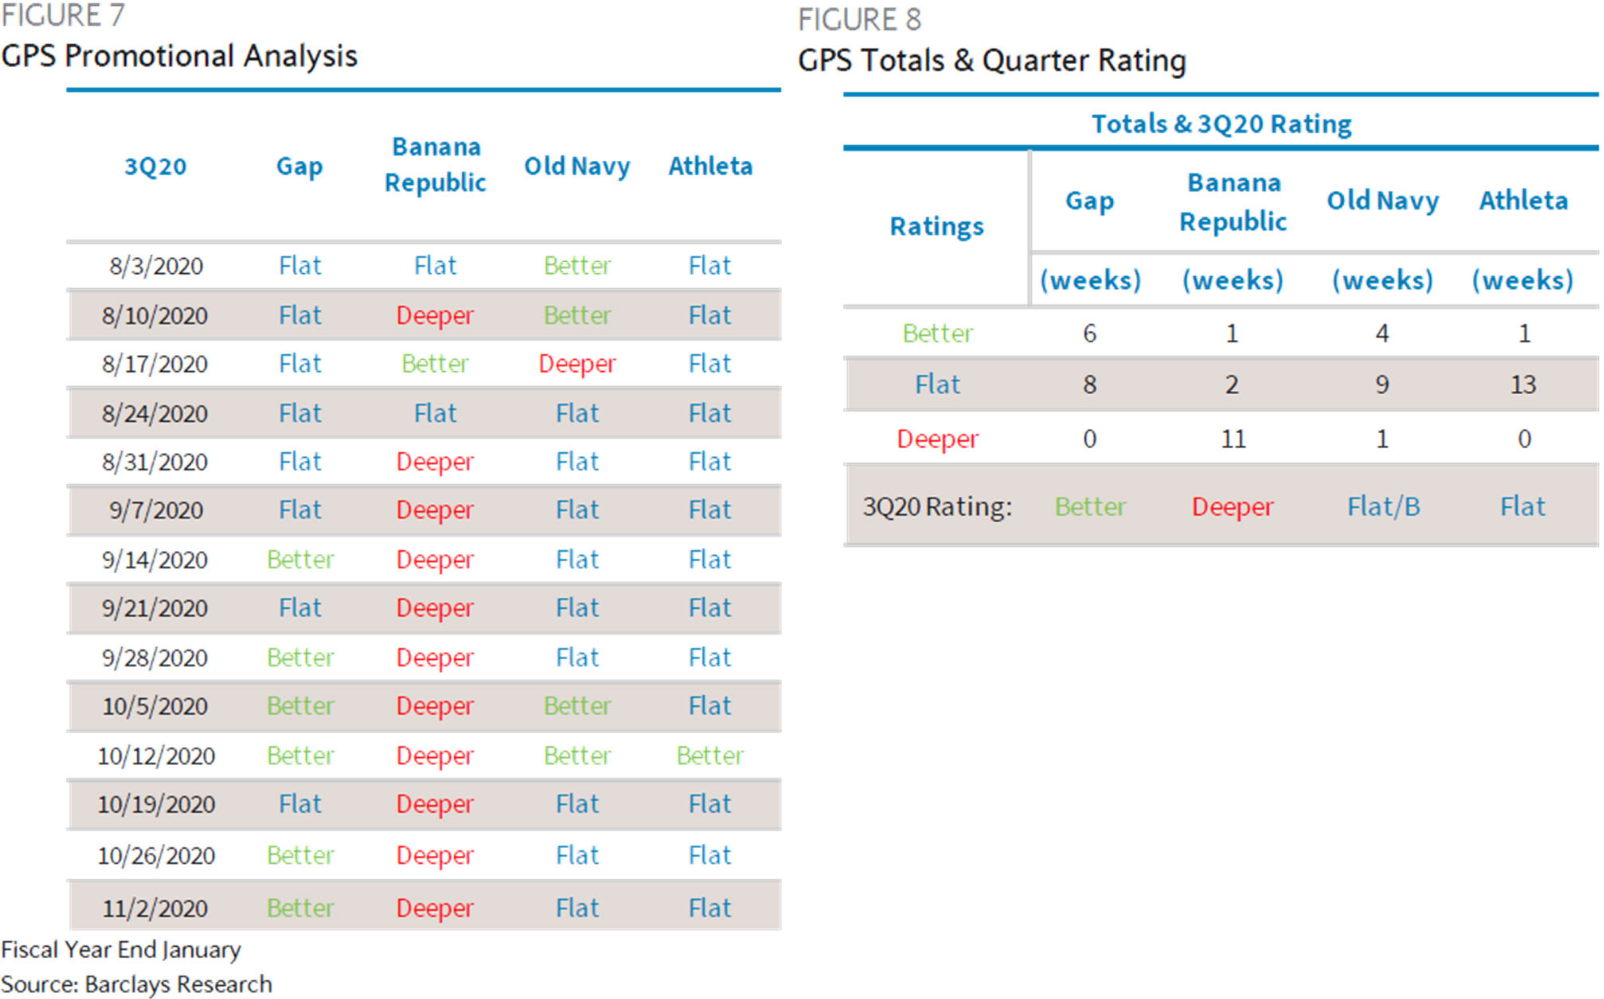 FIGURE 7
GPS Promotional Analysis
3Q20 Gap Banana Republic Old Navy Athleta
8/3/2020 Flat Flat Better Flat
8/10/2020 Flat Deeper Better Flat
8/17/2020 Flat Better Deeper Flat
8/24/2020 Flat Flat Flat Flat
8/31/2020 Flat Deeper Flat Flat
9/7/2020 Flat Deeper Flat Flat
9/14/2020 Better Deeper Flat Flat
9/21/2020 Flat Deeper Flat Flat
9/28/2020 Better Deeper Flat Flat
10/5/2020 Better Deeper Better Flat
10/12/2020 Better Deeper Better Better
10/19/2020 Flat Deeper Flat Flat
10/26/2020 Better Deeper Flat Flat
11/2/2020 Better Deeper Flat Flat
Fiscal Year End January
Source: Barclays Research
FIGURE 8
GPS Totals & Quarter Rating
Totals & 3Q20 Rating
Ratings Gap Banana Republic Old Navy Athleta
(weeks) (weeks) (weeks) (weeks)
Better 6 1 4 1
Flat 8 2 9 13
Deeper 0 11 1 0
3Q20 Rating: Better Deeper Flat/B Flat